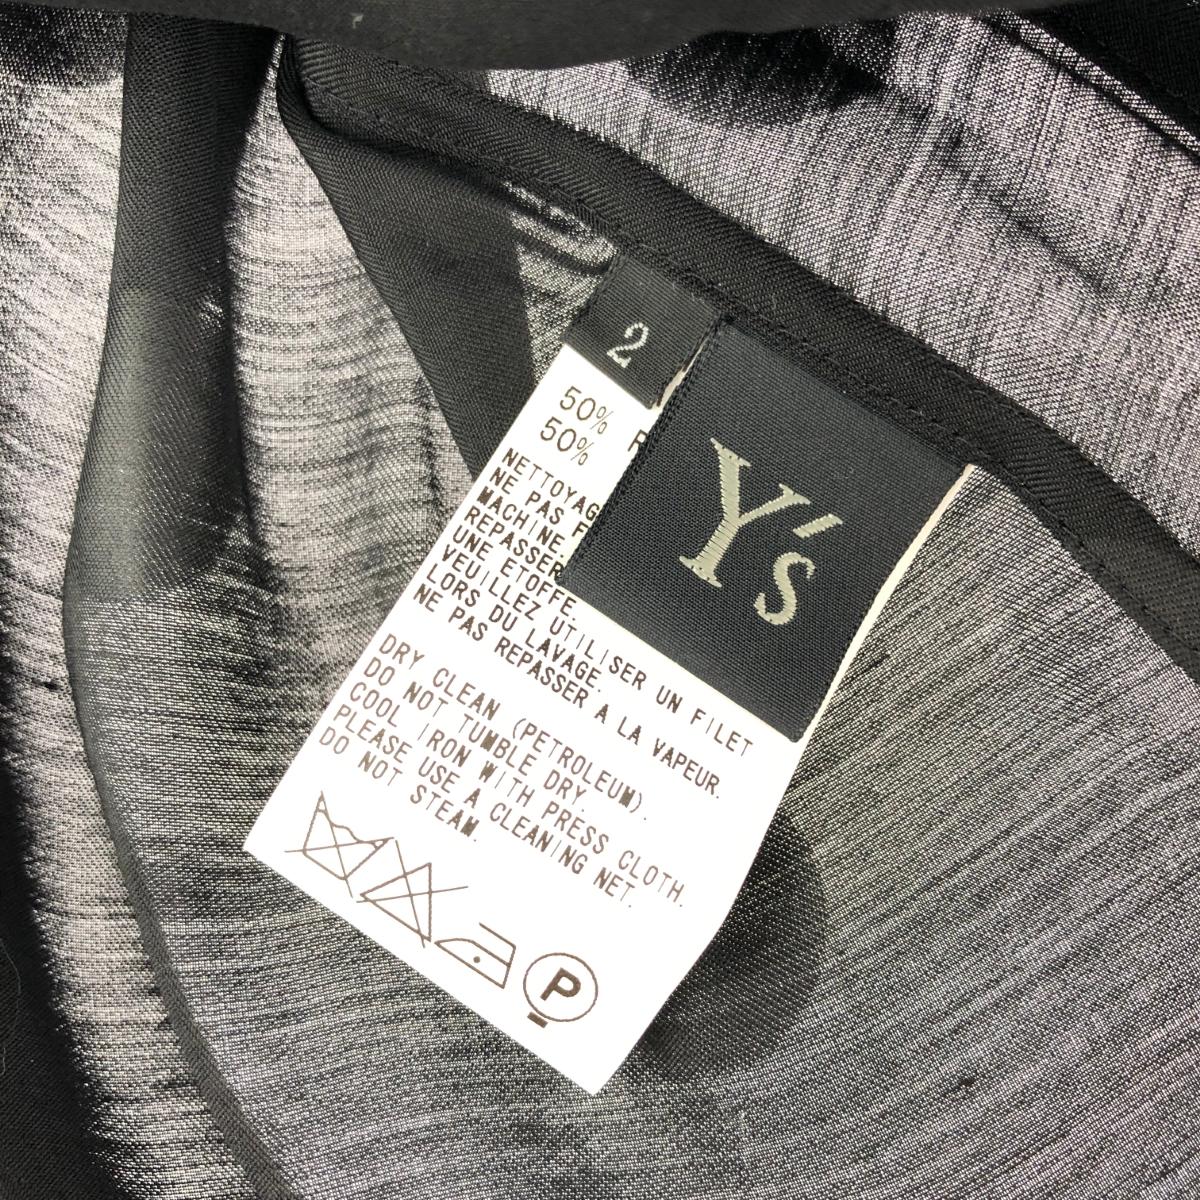 2
Y's
50%
50%
NETTOYAG
NE PAS F
MACHINE.
REPASSER
UNE ETOFFE.
VEUILLEZ UTILISER UN FILET
LORS DU LAVAGE.
NE PAS REPASSER A LA VAPEUR.
DRY CLEAN (PETROLEUM).
DO NOT TUMBLE DRY.
COOL IRON WITH PRESS CLOTH.
PLEASE USE A CLEANING NET.
DO NOT STEAM.
P